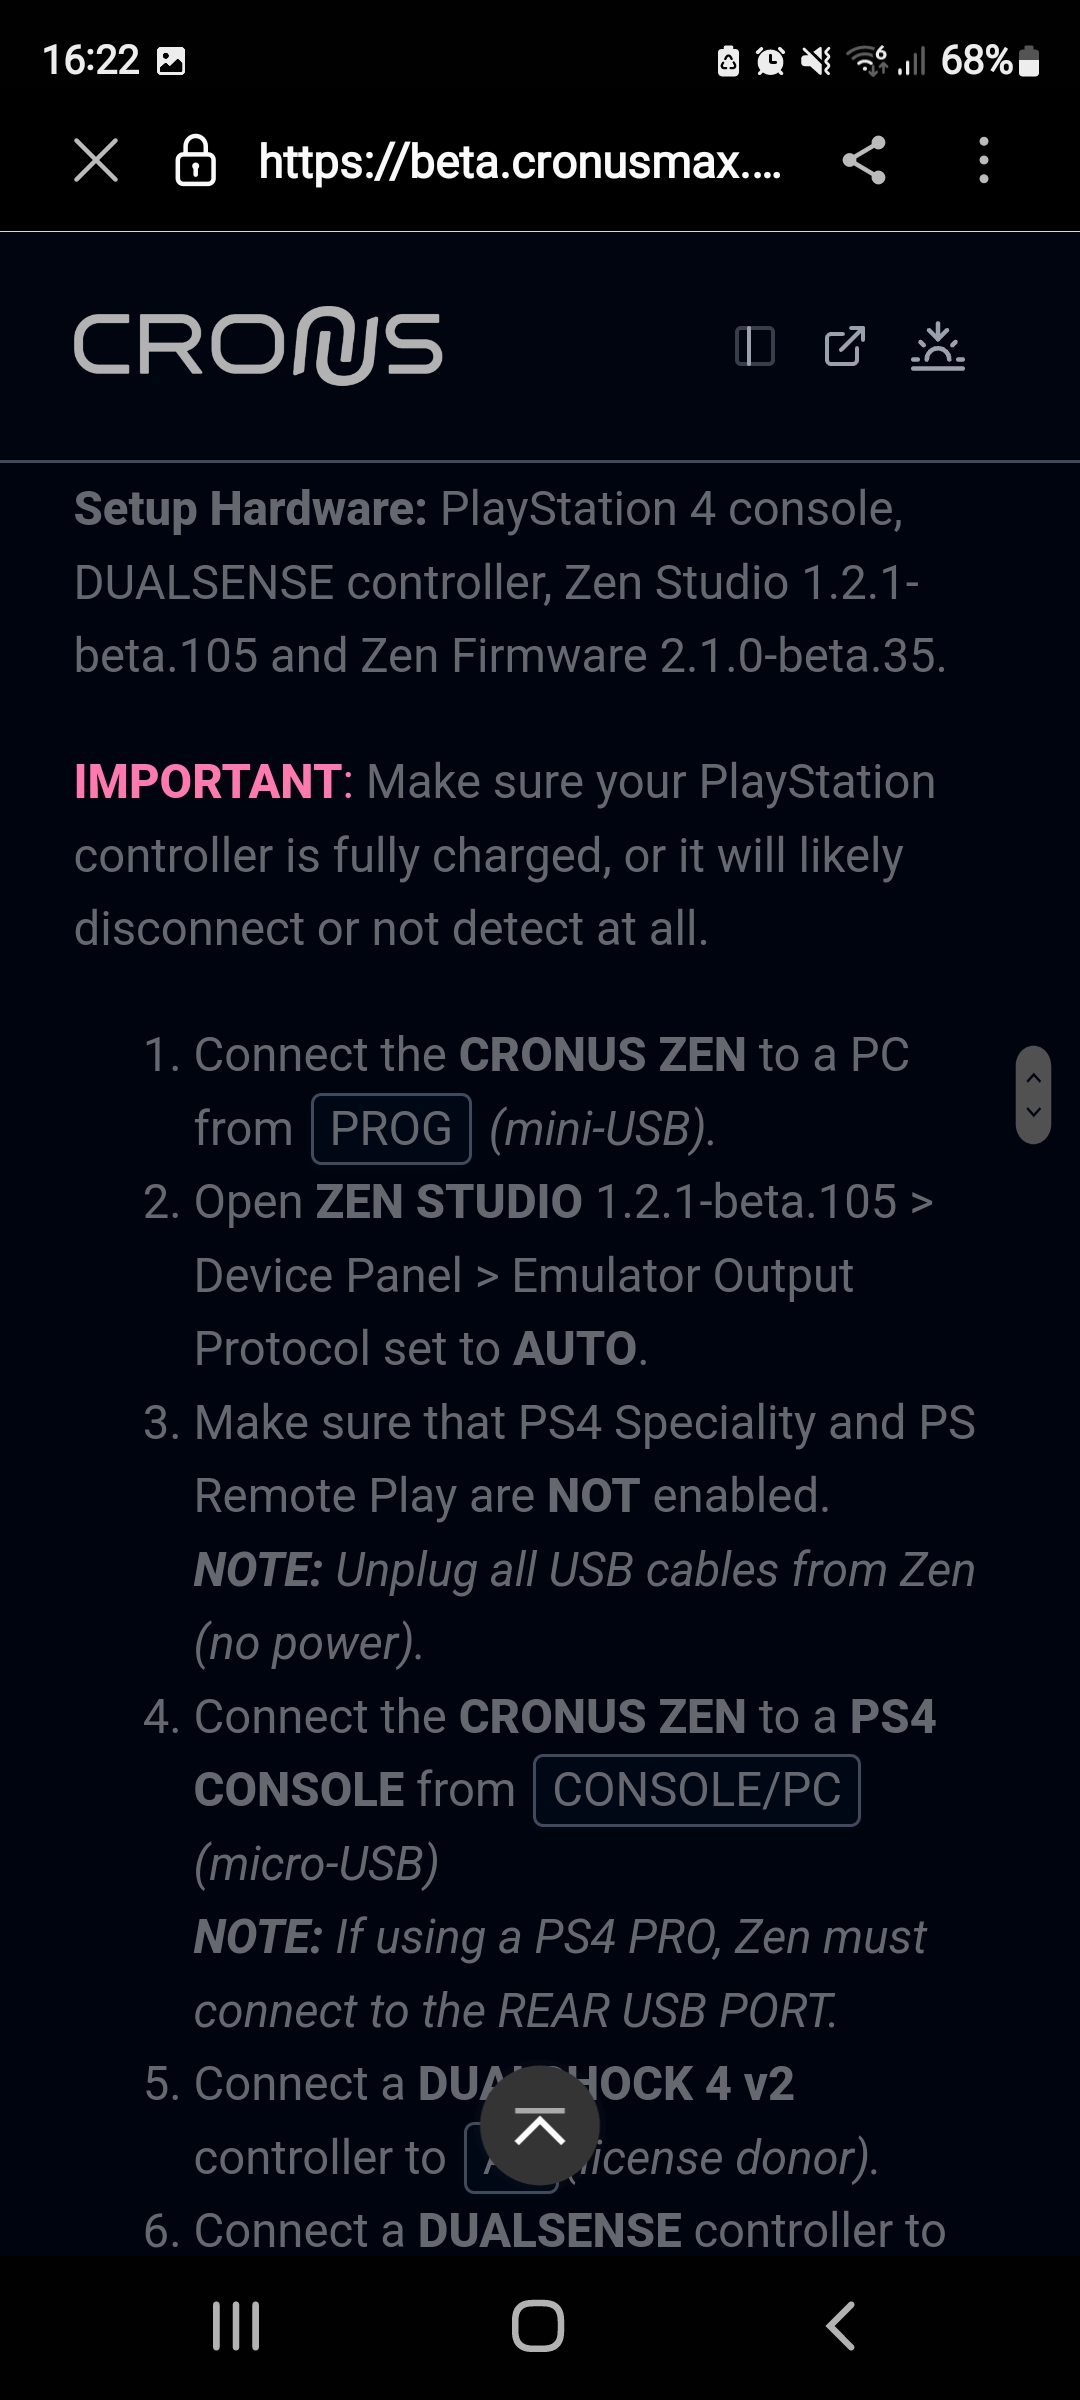 16:22
68%
https://beta.cronusmax....
CRONUS
Setup Hardware: PlayStation 4 console,
DUALSENSE controller, Zen Studio 1.2.1-
beta.105 and Zen Firmware 2.1.0-beta.35.
IMPORTANT: Make sure your PlayStation
controller is fully charged, or it will likely
disconnect or not detect at all.
1. Connect the CRONUS ZEN to a PC
from PROG (mini-USB).
2. Open ZEN STUDIO 1.2.1-beta.105 >
Device Panel > Emulator Output
Protocol set to AUTO.
3. Make sure that PS4 Speciality and PS
Remote Play are NOT enabled.
NOTE: Unplug all USB cables from Zen
(no power).
4. Connect the CRONUS ZEN to a PS4
CONSOLE from CONSOLE/PC
(micro-USB)
NOTE: If using a PS4 PRO, Zen must
connect to the REAR USB PORT.
5. Connect a DUALSHOCK 4 v2
controller to (license donor).
6. Connect a DUALSENSE controller to